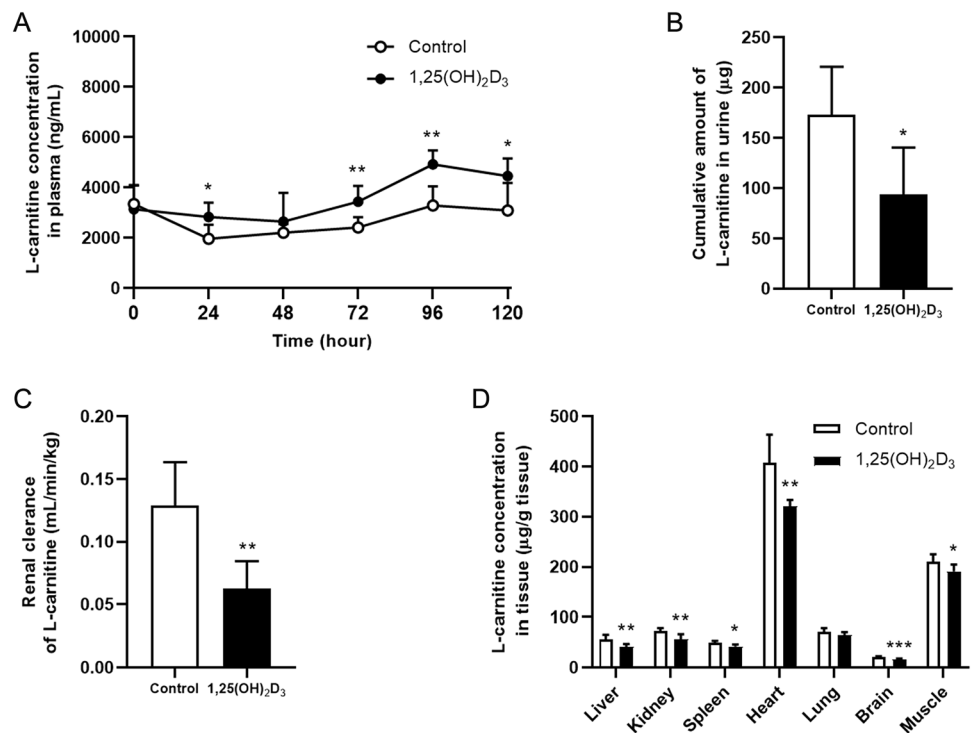 A
L-carnitine concentration
in plasma (ng/mL)
10000
8000
6000
4000
2000
0
Control
1,25(OH)₂D₃
*
**
**
*
0 24 48 72 96 120
Time (hour)
B
Cumulative amount of
L-carnitine in urine (μg)
250
200
150
100
50
0
*
Control 1,25(OH)₂D₃
C
Renal clerance
of L-carnitine (mL/min/kg)
0.20
0.15
0.10
0.05
0.00
**
Control 1,25(OH)₂D₃
D
L-carnitine concentration
in tissue (μg/g tissue)
500
400
300
200
100
0
Control
1,25(OH)₂D₃
**
**
*
**
***
*
Liver
Kidney
Spleen
Heart
Lung
Brain
Muscle